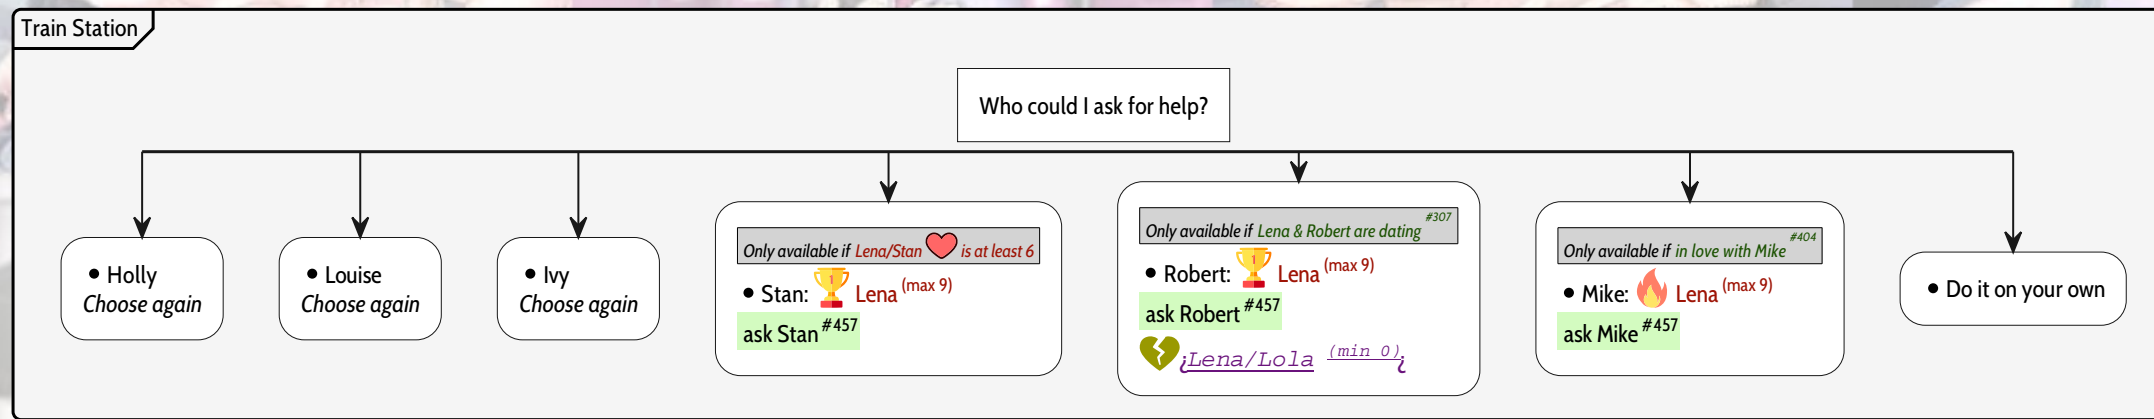 Train Station
Who could I ask for help?
• Holly
Choose again
• Louise
Choose again
• Ivy
Choose again
Only available if Lena/Stan is at least 6
• Stan: Lena (max 9)
ask Stan #457
#307
Only available if Lena & Robert are dating
• Robert: 1 Lena (max 9)
ask Robert #457
¿Lena/Lola (min 0)¿
#404
Only available if in love with Mike
• Mike: Lena (max 9)
ask Mike #457
• Do it on your own